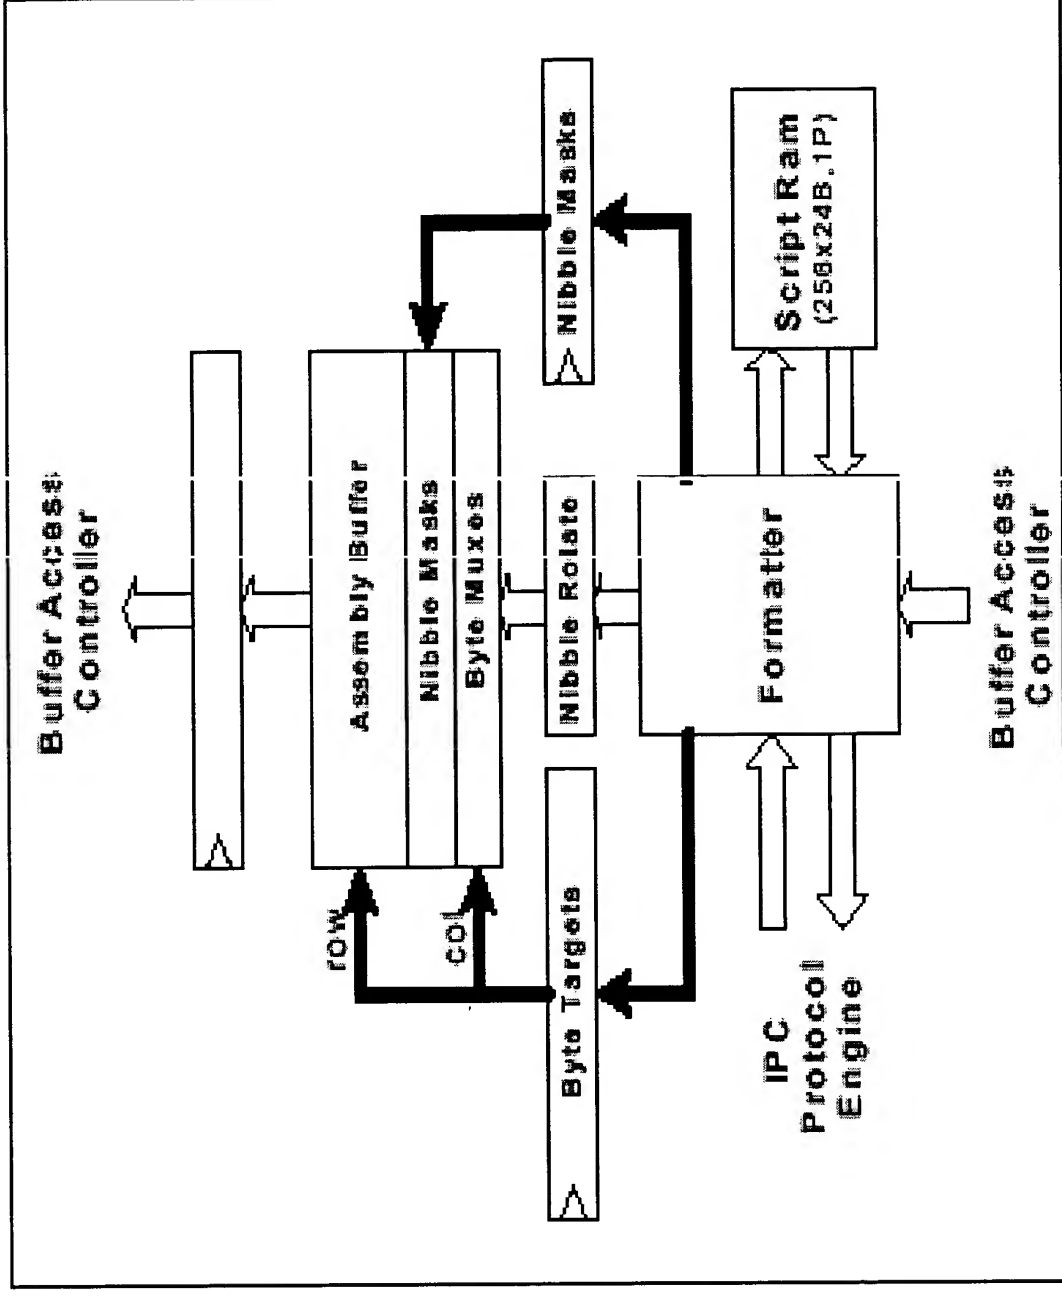 Buffer Access
Controller
row
col
Assembly Buffer
Nibble Masks
Byte Muxes
Byte Targets
Nibble Rotate
Nibble Masks
IPC
Protocol
Engine
Formatter
Script Ram
(256x24B.1P)
Buffer Access
Controller